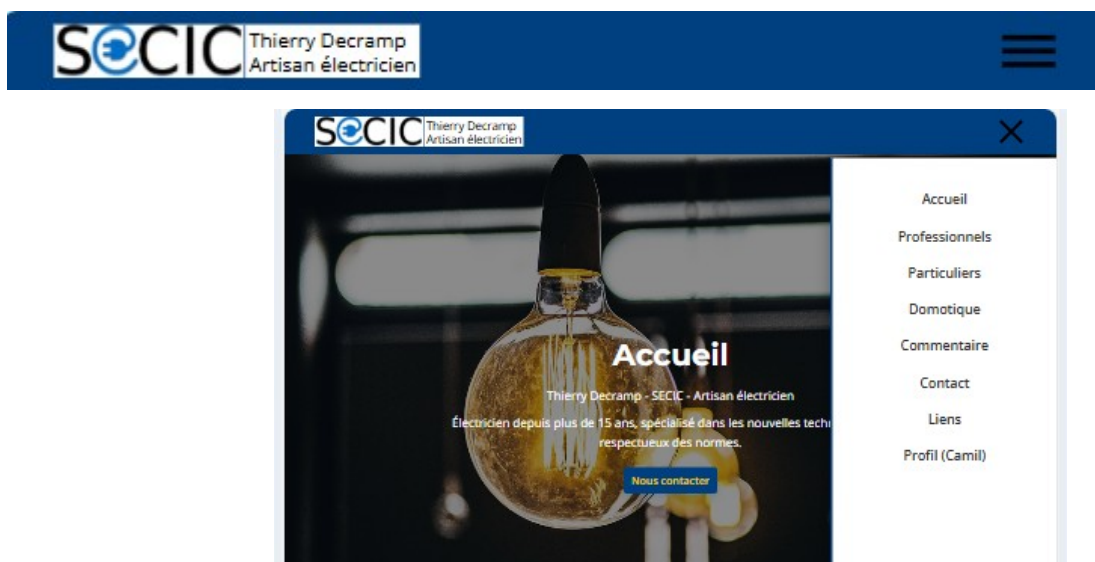 SECIC Thierry Decramp
Artisan électricien
SECIC Thierry Decramp
Artisan électricien
Accueil
Professionnels
Particuliers
Domotique
Commentaire
Contact
Liens
Profil (Camil)
Accueil
Thierry Decramp - SECIC - Artisan électricien
Électricien depuis plus de 15 ans, spécialisé dans les nouvelles
respectueux des normes.
Nous contacter